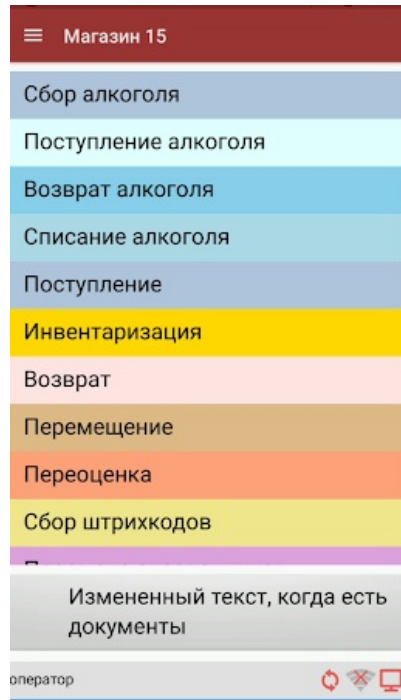 Магазин 15
Сбор алкоголя
Поступление алкоголя
Возврат алкоголя
Списание алкоголя
Поступление
Инвентаризация
Возврат
Перемещение
Переоценка
Сбор штрихкодов
Измененный текст, когда есть
документы
оператор